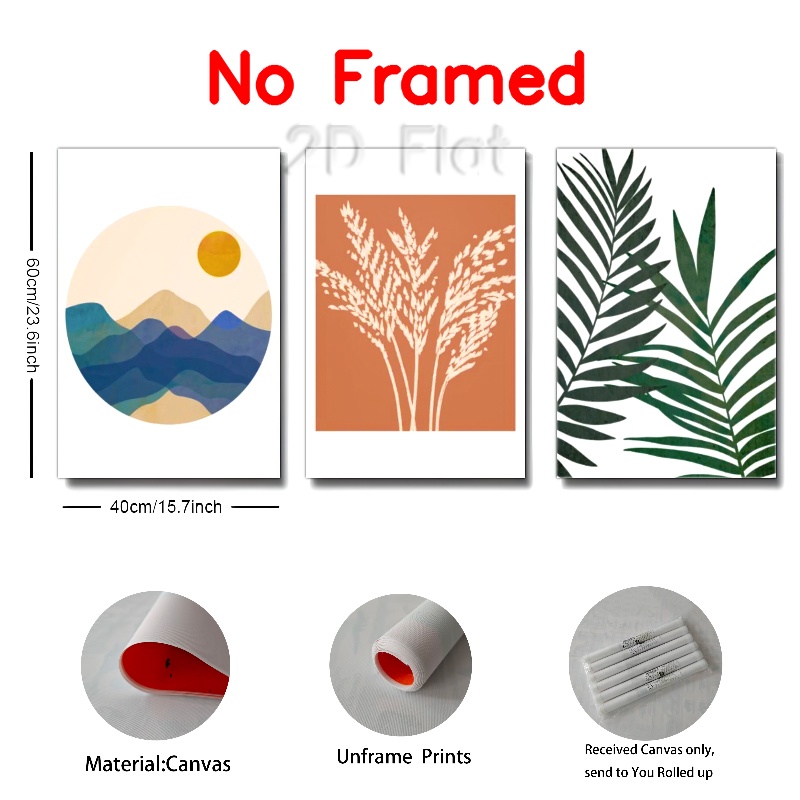 No Framed
2D Flat
60cm/23.6inch
40cm/15.7inch
Material:Canvas
Unframe Prints
Received Canvas only,
send to You Rolled up